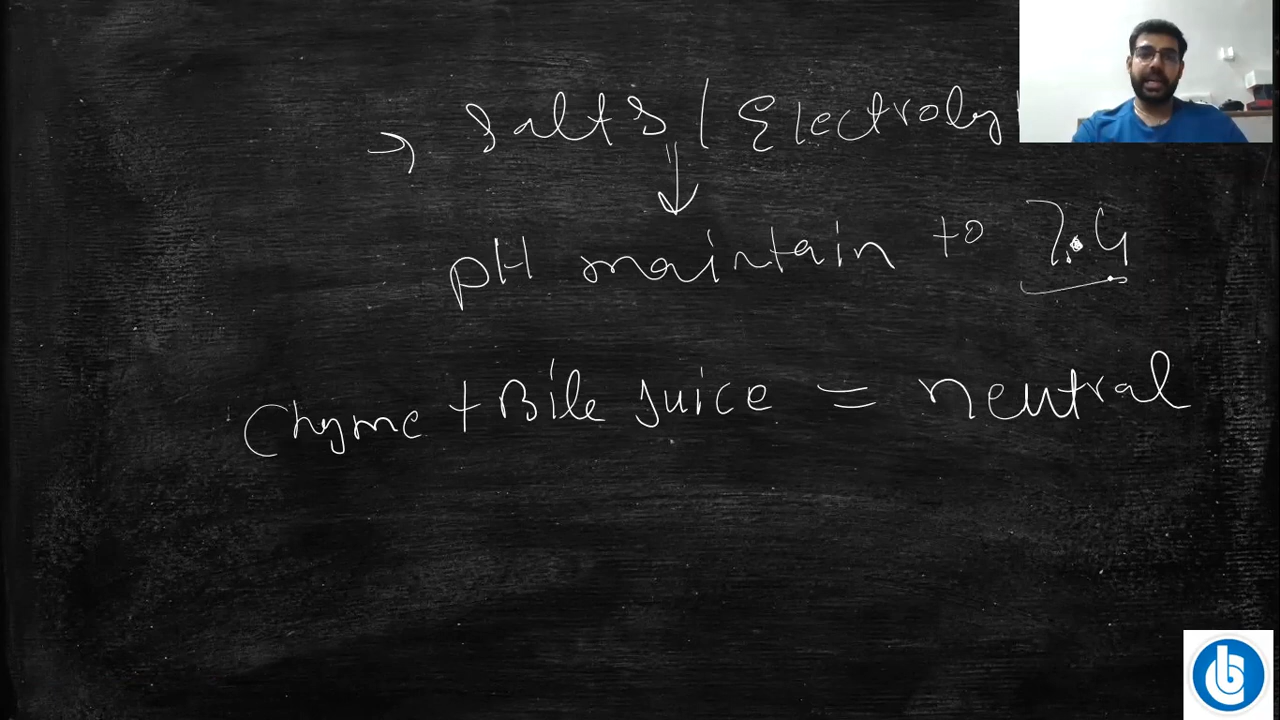 → Salts / Electroly
pH maintain to 7.4
Chyme + Bile Juice = neutral